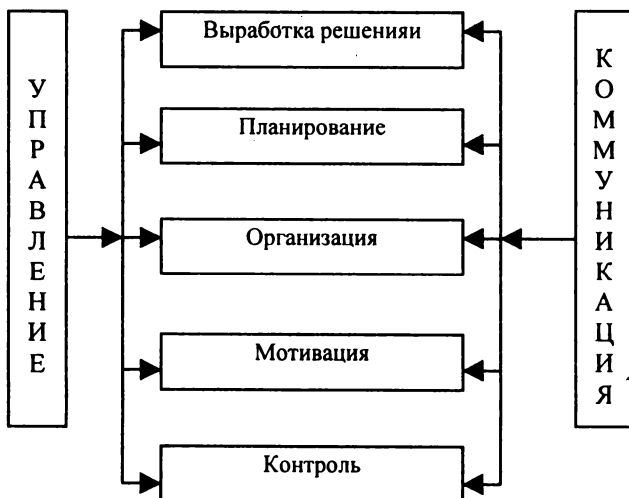 УПРАВЛЕНИЕ
Выработка решенияи
Планирование
Организация
Мотивация
Контроль
КОММУНИКАЦИЯ